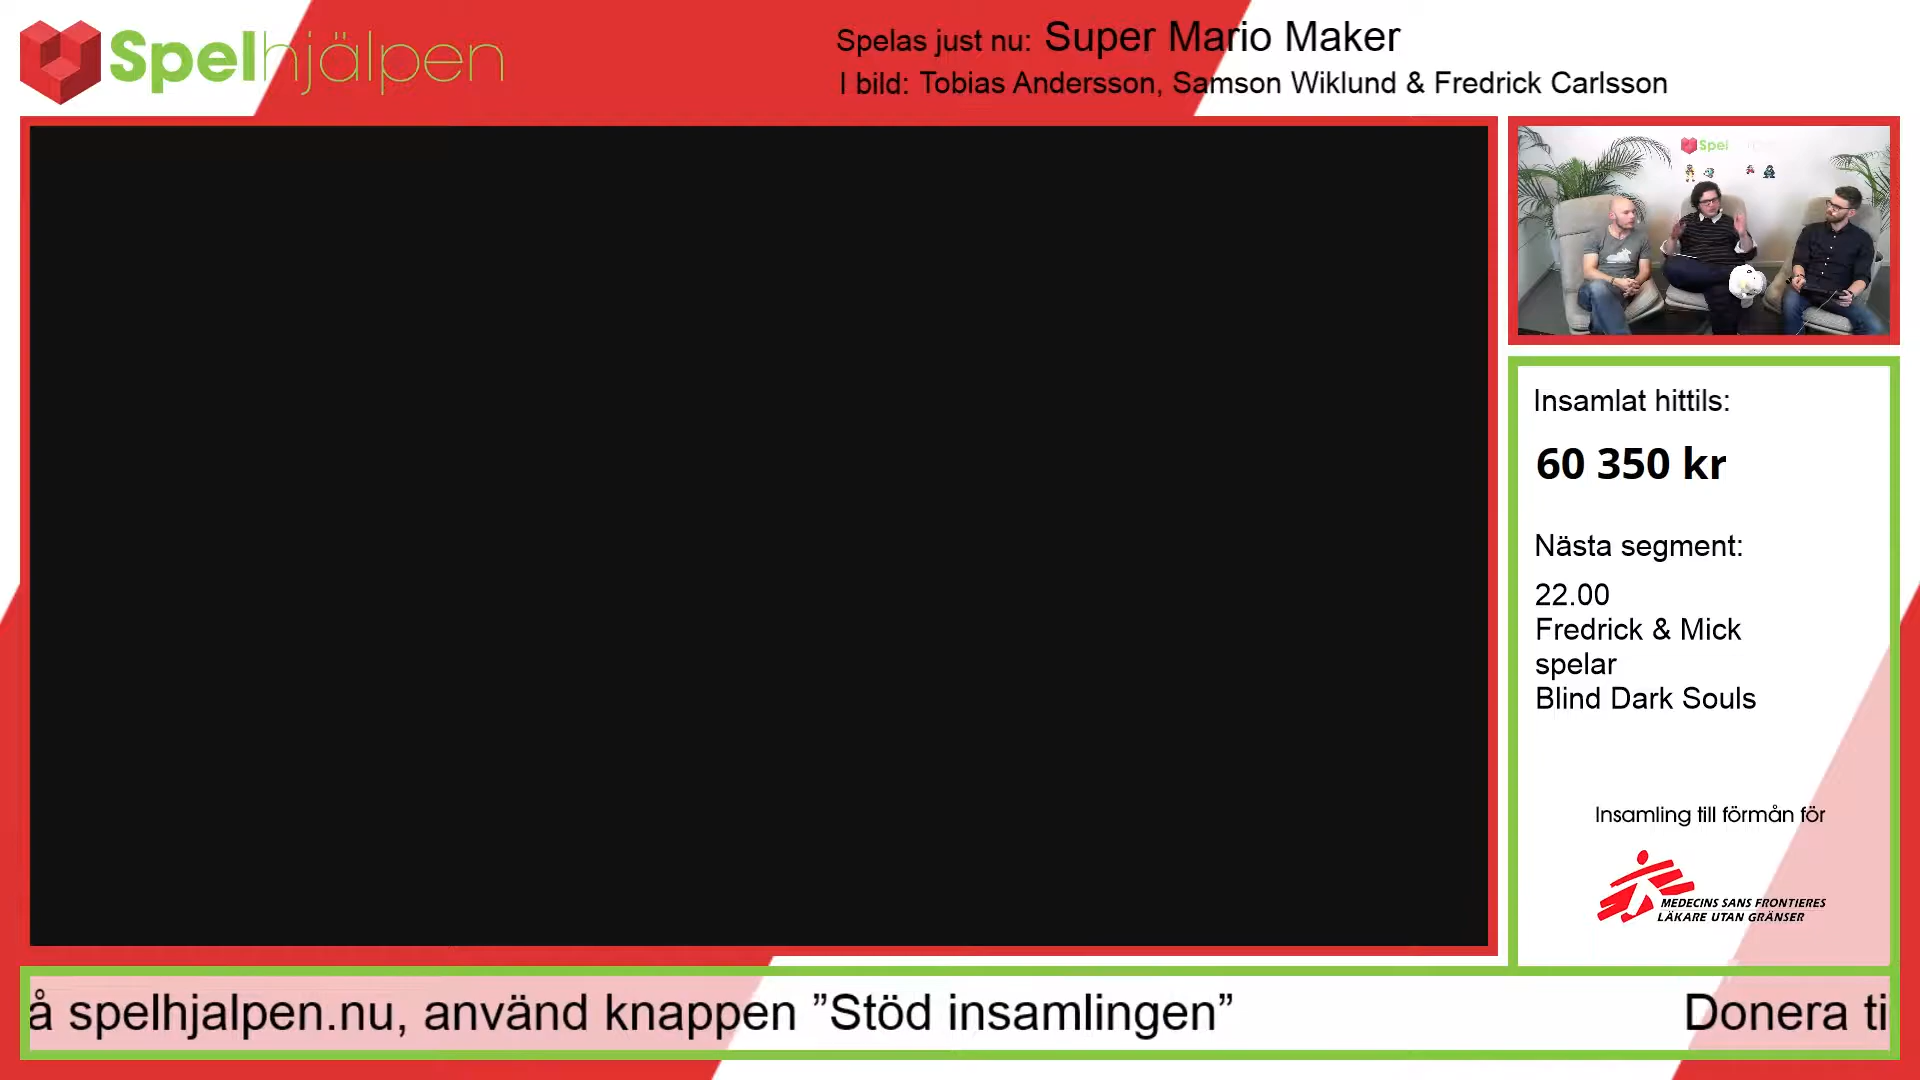 Spelhjälpen
Spelas just nu: Super Mario Maker
I bild: Tobias Andersson, Samson Wiklund & Fredrick Carlsson
Spel
Insamlat hittils:
60 350 kr
Nästa segment:
22.00
Fredrick & Mick
spelar
Blind Dark Souls
Insamling till förmån för
MEDECINS SANS FRONTIERES
LÄKARE UTAN GRÄNSER
å spelhjalpen.nu, använd knappen ”Stöd insamlingen” Donera ti